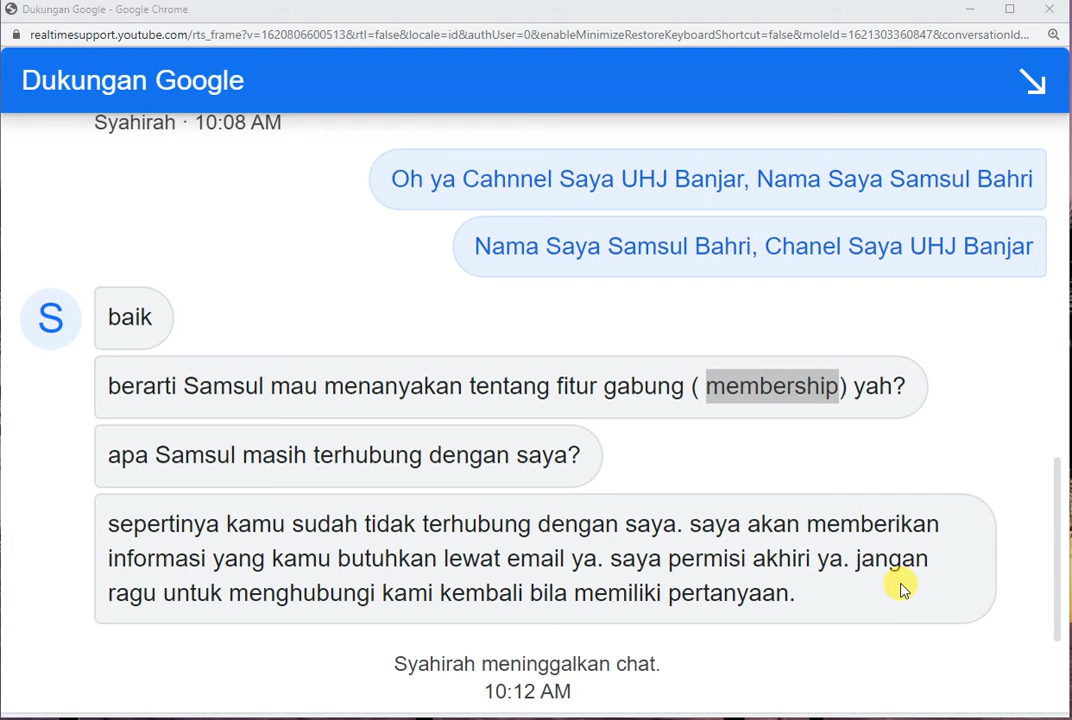 Dukungan Google - Google Chrome
realtimesupport.youtube.com/rts_frame?v=1620806600513&rtl=false&locale=id&authUser=0&enableMinimizeRestoreKeyboardShortcut=false&moleId=1621303360847&conversationId...
Dukungan Google
Syahirah · 10:08 AM
Oh ya Cahnnel Saya UHJ Banjar, Nama Saya Samsul Bahri
Nama Saya Samsul Bahri, Chanel Saya UHJ Banjar
S
baik
berarti Samsul mau menanyakan tentang fitur gabung ( membership) yah?
apa Samsul masih terhubung dengan saya?
sepertinya kamu sudah tidak terhubung dengan saya. saya akan memberikan
informasi yang kamu butuhkan lewat email ya. saya permisi akhiri ya. jangan
ragu untuk menghubungi kami kembali bila memiliki pertanyaan.
Syahirah meninggalkan chat.
10:12 AM